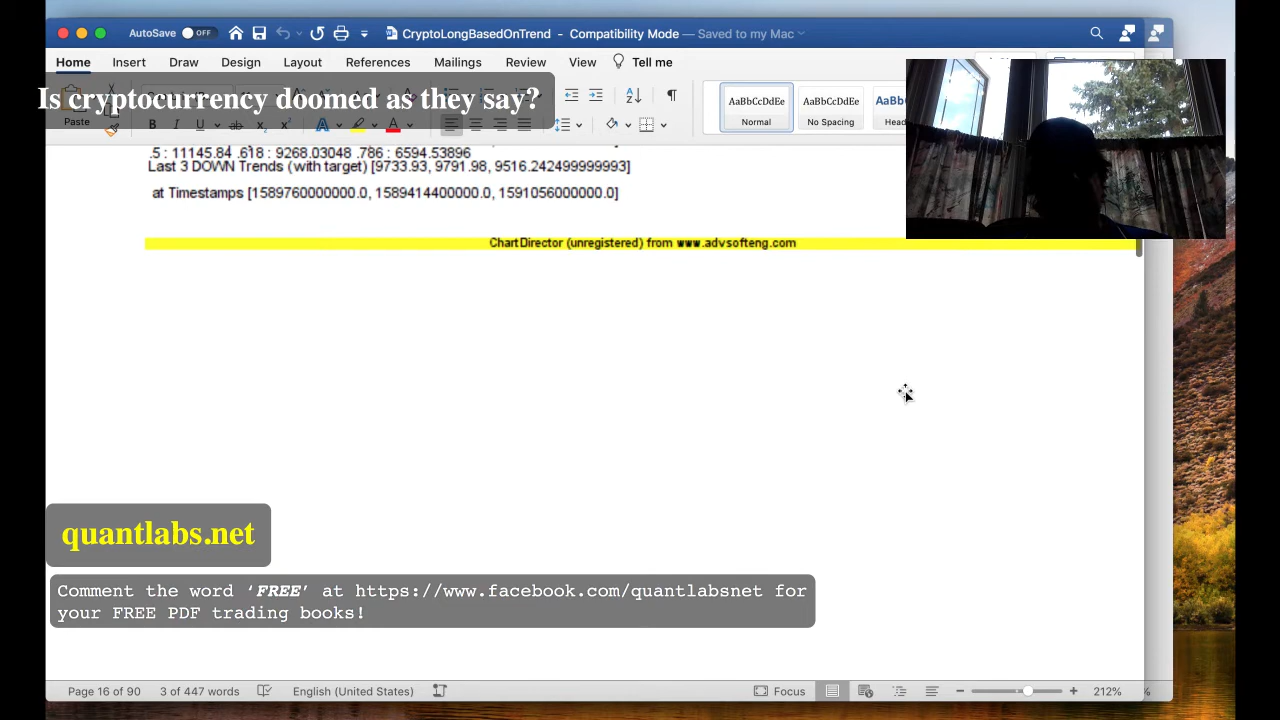 AutoSave OFF CryptoLongBasedOnTrend - Compatibility Mode — Saved to my Mac
Home Insert Draw Design Layout References Mailings Review View Tell me
Is cryptocurrency doomed as they say?
Paste
AaBbCcDdEe AaBbCcDdEe AaBbC
Normal No Spacing Head
.5 : 11145.84 .618 : 9268.03048 .786 : 6594.53896
Last 3 DOWN Trends (with target) [9733.93, 9791.98, 9516.242499999993]
at Timestamps [1589760000000.0, 1589414400000.0, 1591056000000.0]
ChartDirector (unregistered) from www.advsofteng.com
quantlabs.net
Comment the word ‘FREE’ at https://www.facebook.com/quantlabsnet for
your FREE PDF trading books!
Page 16 of 90 3 of 447 words English (United States) Focus 212%